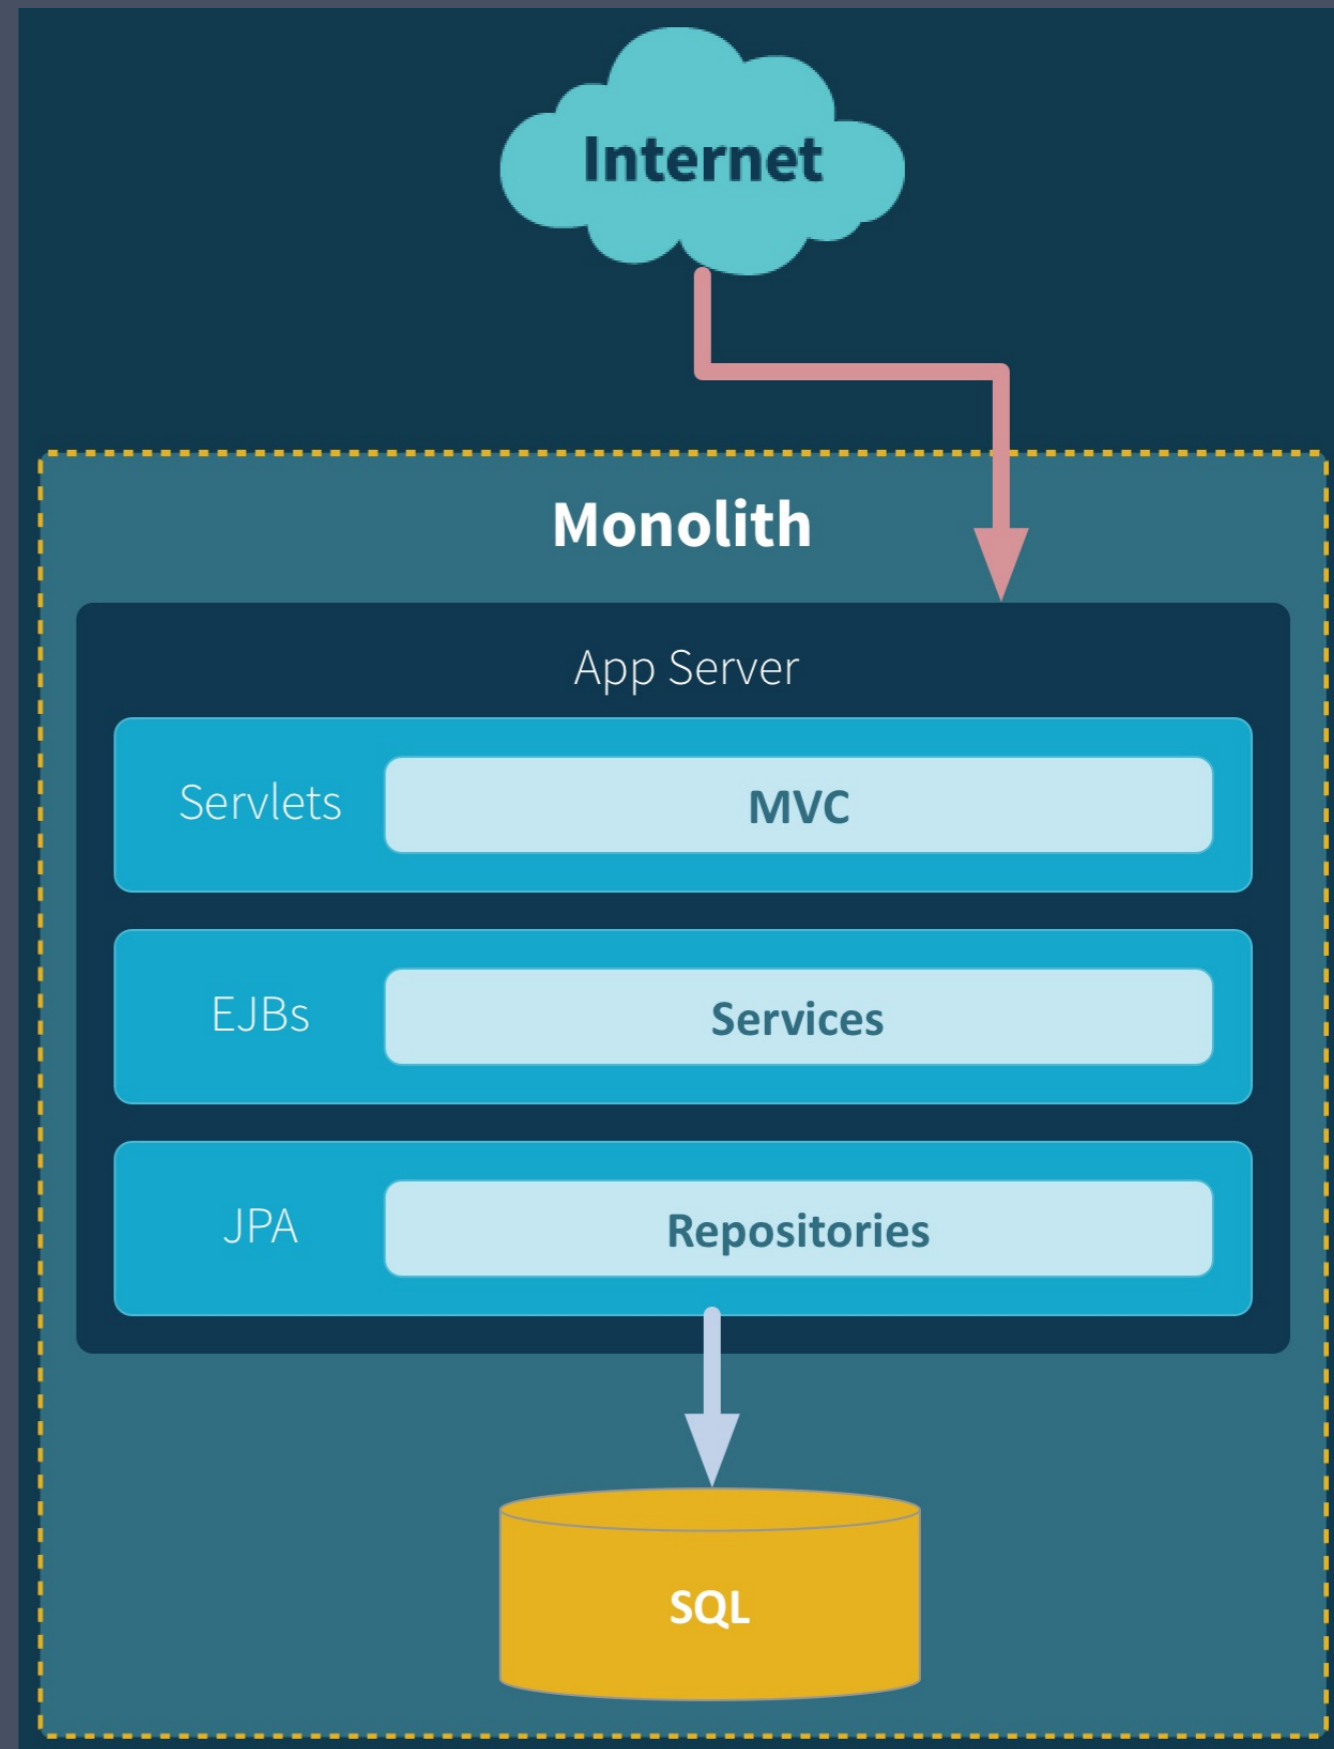 Internet
Monolith
App Server
Servlets
MVC
EJBs
Services
JPA
Repositories
SQL